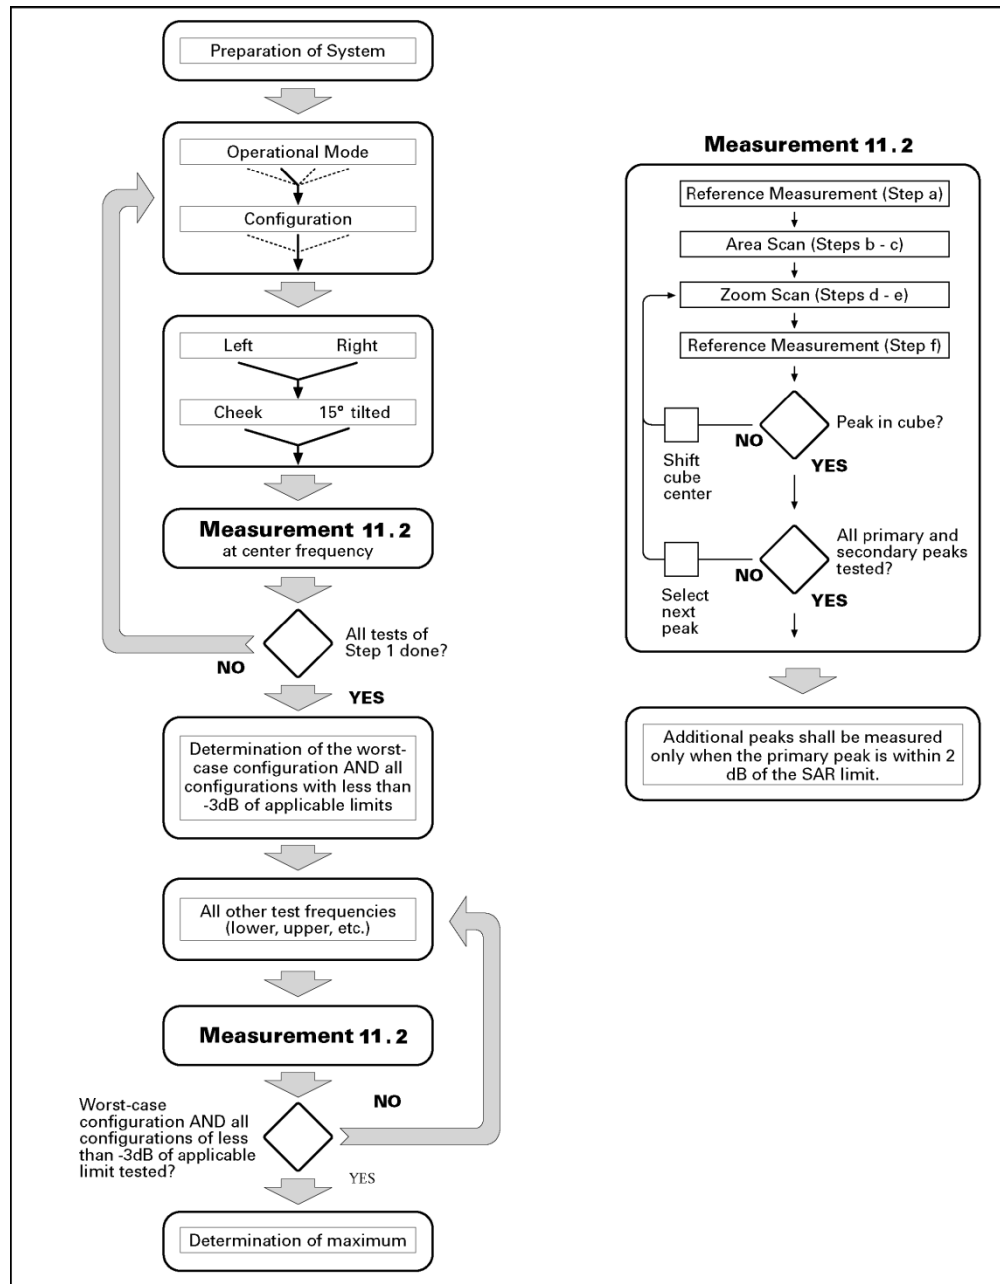 Preparation of System
Operational Mode
Configuration
Left Right
Cheek 15° tilted
Measurement 11.2
at center frequency
All tests of
Step 1 done?
NO
YES
Determination of the worst-
case configuration AND all
configurations with less than
-3dB of applicable limits
All other test frequencies
(lower, upper, etc.)
Measurement 11.2
NO
Worst-case
configuration AND all
configurations of less
than -3dB of applicable
limit tested?
YES
Determination of maximum
Measurement 11.2
Reference Measurement (Step a)
Area Scan (Steps b - c)
Zoom Scan (Steps d - e)
Reference Measurement (Step f)
Peak in cube?
NO
YES
Shift
cube
center
All primary and
secondary peaks
tested?
NO
YES
Select
next
peak
Additional peaks shall be measured
only when the primary peak is within 2
dB of the SAR limit.